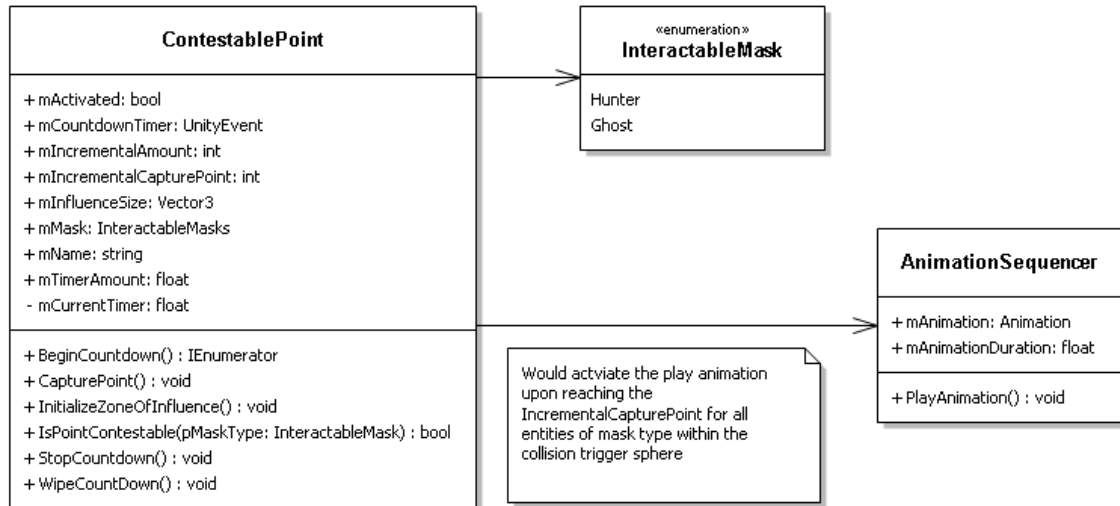 ContestablePoint
+ mActivated: bool
+ mCountdownTimer: UnityEvent
+ mIncrementalAmount: int
+ mIncrementalCapturePoint: int
+ mInfluenceSize: Vector3
+ mMask: InteractableMasks
+ mName: string
+ mTimerAmount: float
- mCurrentTimer: float
+ BeginCountdown() : IEnumerator
+ CapturePoint() : void
+ InitializeZoneOfInfluence() : void
+ IsPointContestable(pMaskType: InteractableMask) : bool
+ StopCountdown() : void
+ WipeCountDown() : void
«enumeration»
InteractableMask
Hunter
Ghost
AnimationSequencer
+ mAnimation: Animation
+ mAnimationDuration: float
+ PlayAnimation() : void
Would actviate the play animation
upon reaching the
IncrementalCapturePoint for all
entities of mask type within the
collision trigger sphere